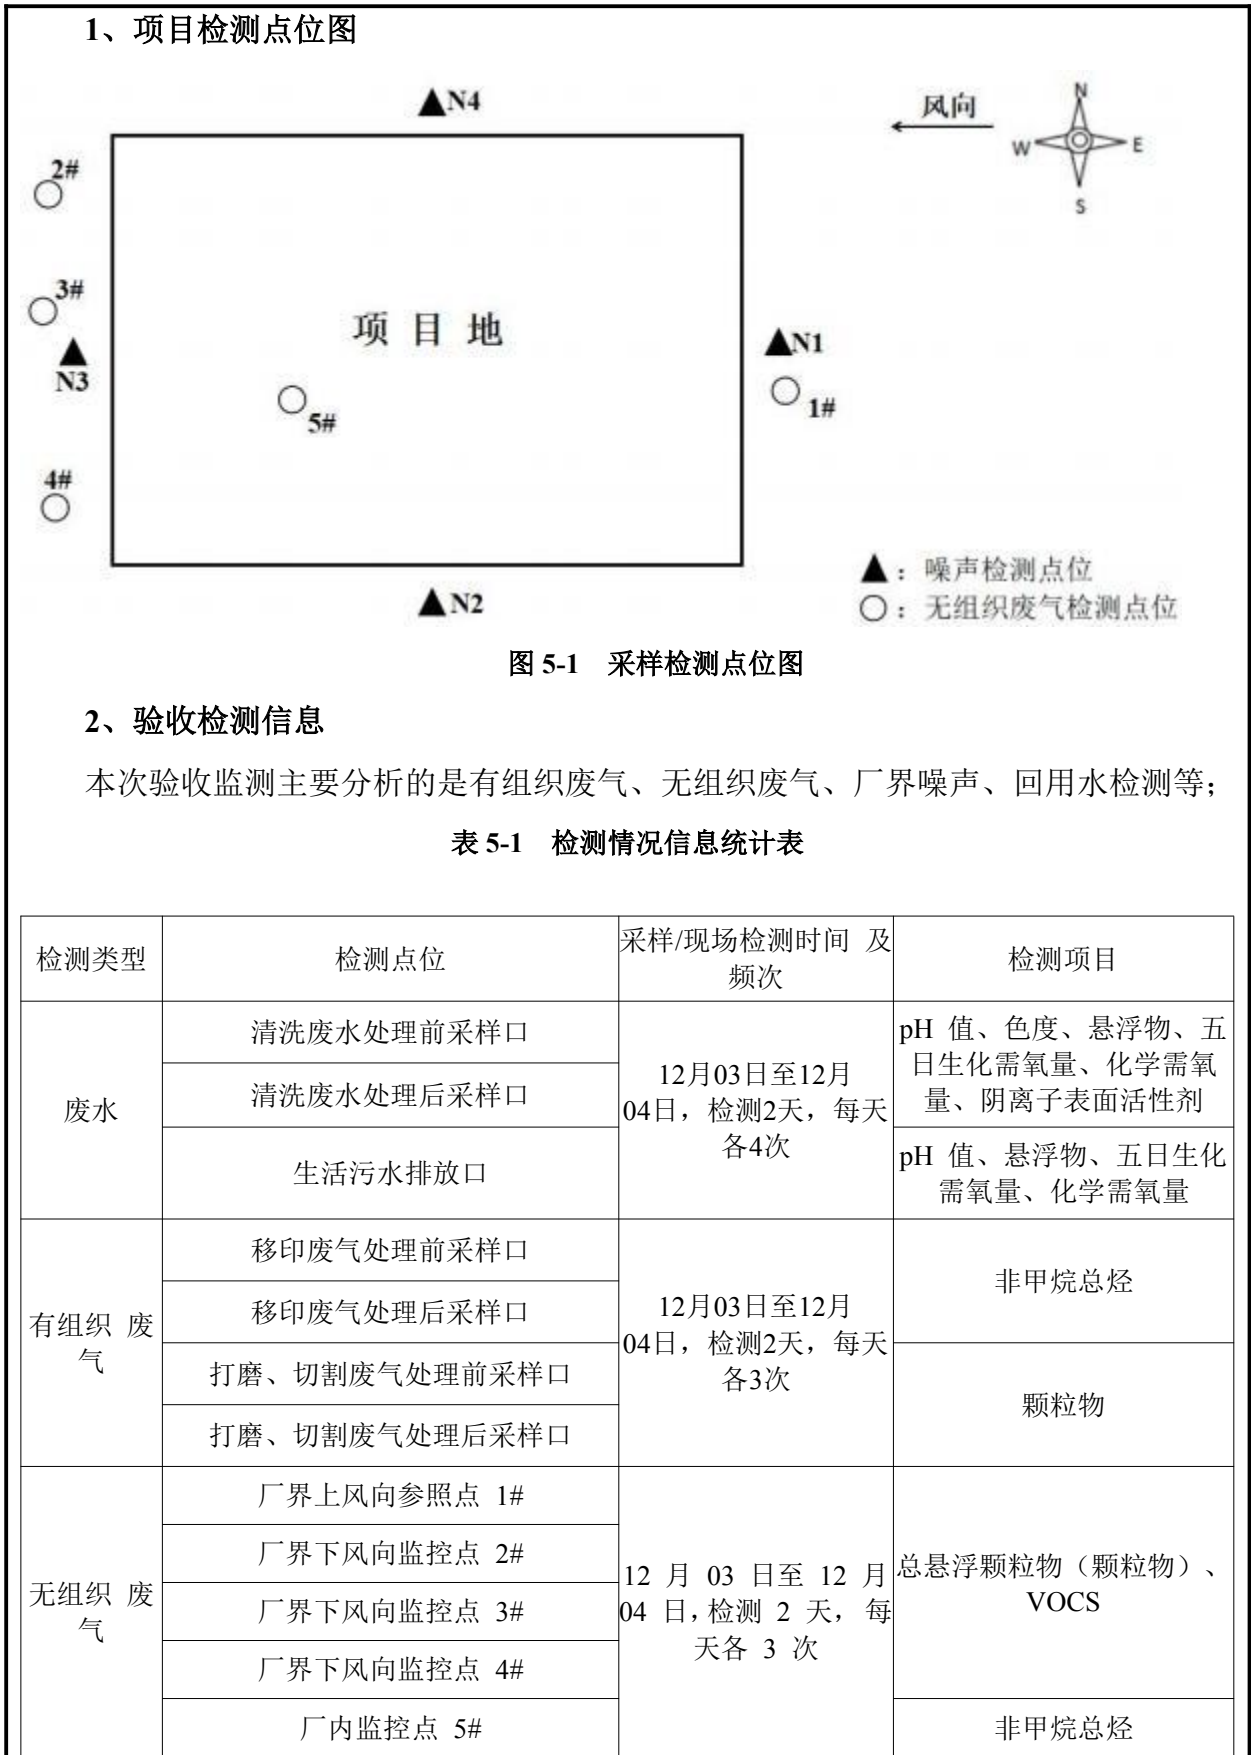 1、项目检测点位图
N4
风向
N
W
E
S
2#
3#
项 目 地
N1
N3
5#
1#
4#
▲：噪声检测点位
N2
○：无组织废气检测点位
图 5-1　采样检测点位图
2、验收检测信息
本次验收监测主要分析的是有组织废气、无组织废气、厂界噪声、回用水检测等；
表 5-1　检测情况信息统计表
检测类型
检测点位
采样/现场检测时间 及
频次
检测项目
废水
清洗废水处理前采样口
清洗废水处理后采样口
生活污水排放口
12月03日至12月
04日，检测2天，每天
各4次
pH 值、色度、悬浮物、五
日生化需氧量、化学需氧
量、阴离子表面活性剂
pH 值、悬浮物、五日生化
需氧量、化学需氧量
有组织 废
气
移印废气处理前采样口
移印废气处理后采样口
打磨、切割废气处理前采样口
打磨、切割废气处理后采样口
12月03日至12月
04日，检测2天，每天
各3次
非甲烷总烃
颗粒物
无组织 废
气
厂界上风向参照点 1#
厂界下风向监控点 2#
厂界下风向监控点 3#
厂界下风向监控点 4#
厂内监控点 5#
12 月 03 日至 12 月
04 日，检测 2 天， 每
天各 3 次
总悬浮颗粒物（颗粒物）、
VOCS
非甲烷总烃